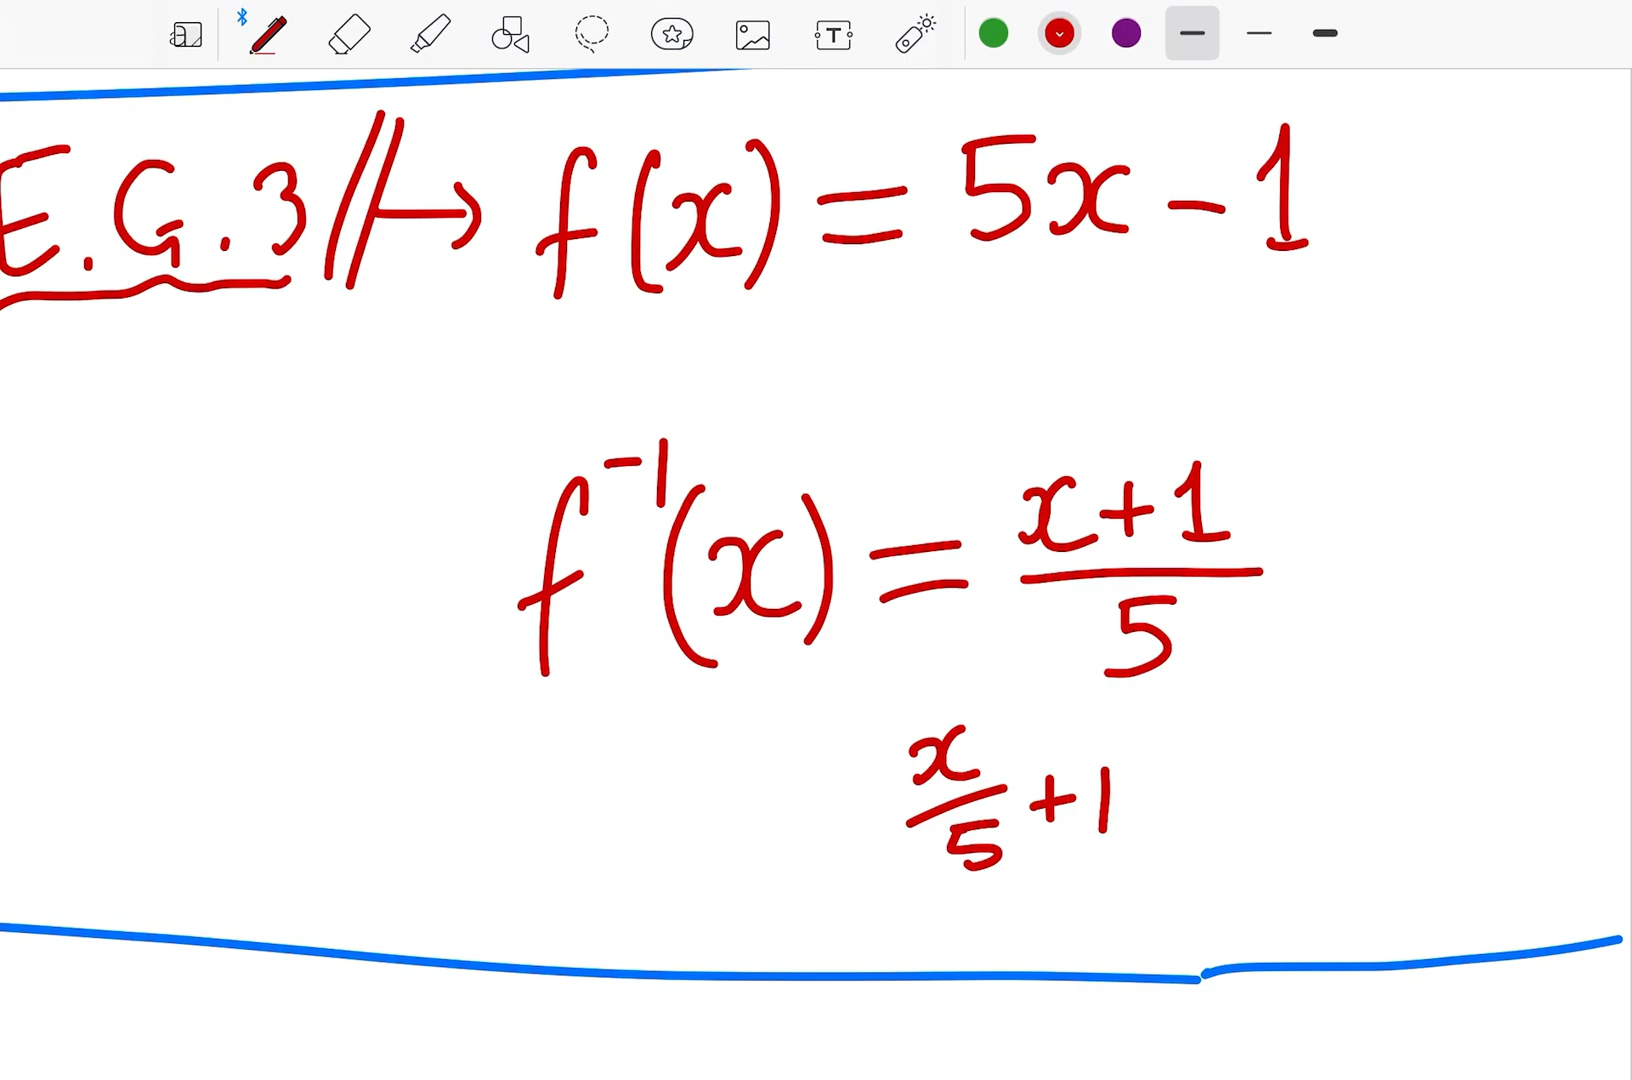 E.G.3// → f(x) = 5x - 1
f⁻¹(x) = (x+1)/5
x/5 + 1